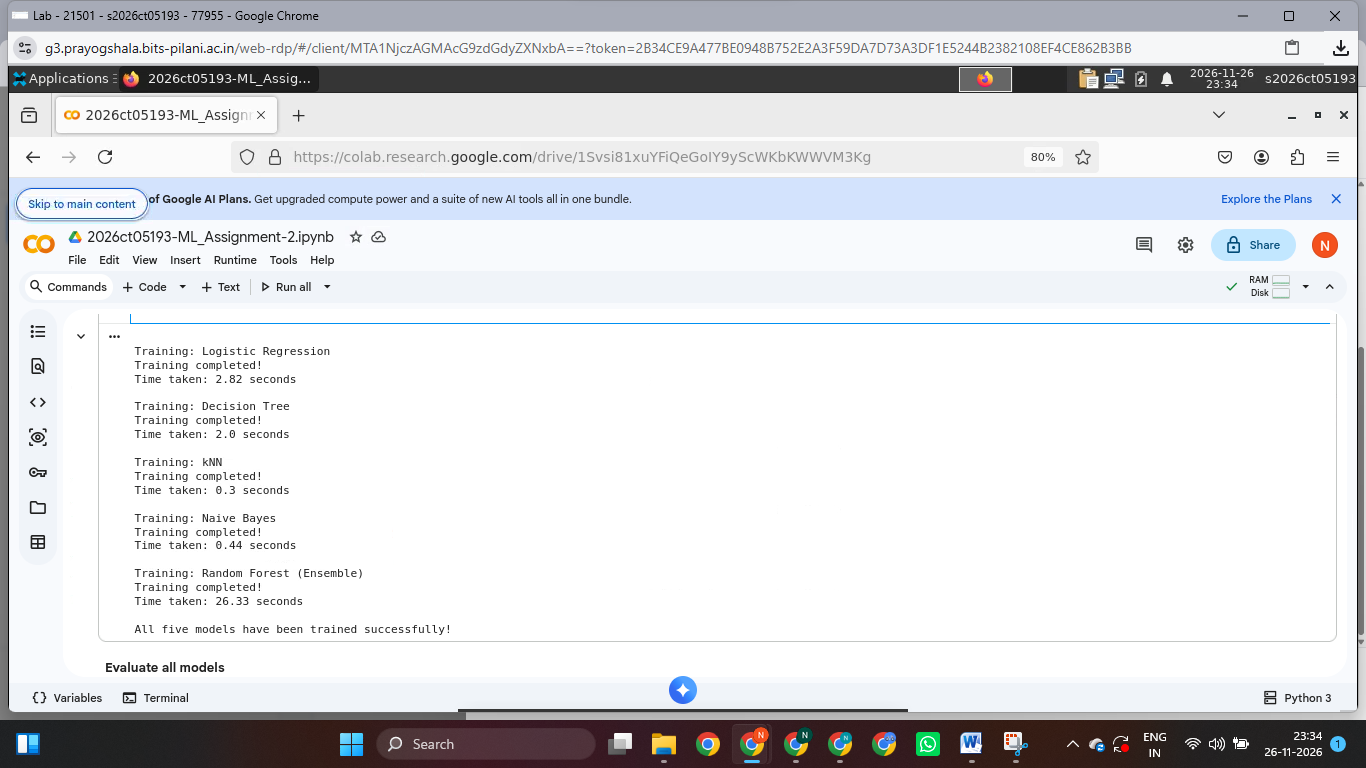 Lab - 21501 - s2026ct05193 - 77955 - Google Chrome
g3.prayogshala.bits-pilani.ac.in/web-rdp/#/client/MTA1NjczAGMAcG9zdGdyZXNxbA==?token=2B34CE9A477BE0948B752E2A3F59DA7D73A3DF1E5244B2382108EF4CE862B3BB
Applications 2026ct05193-ML_Assig... 2026-11-26 s2026ct05193
23:34
2026ct05193-ML_Assign
https://colab.research.google.com/drive/1Svsi81xuYFiQeGoIY9yScWKbKWWVM3Kg 80%
Skip to main content of Google AI Plans. Get upgraded compute power and a suite of new AI tools all in one bundle. Explore the Plans
2026ct05193-ML_Assignment-2.ipynb
File Edit View Insert Runtime Tools Help Share N
Commands + Code + Text Run all RAM
Disk
Training: Logistic Regression
Training completed!
Time taken: 2.82 seconds
Training: Decision Tree
Training completed!
Time taken: 2.0 seconds
Training: kNN
Training completed!
Time taken: 0.3 seconds
Training: Naive Bayes
Training completed!
Time taken: 0.44 seconds
Training: Random Forest (Ensemble)
Training completed!
Time taken: 26.33 seconds
All five models have been trained successfully!
Evaluate all models
Variables Terminal Python 3
Search ENG 23:34
IN 26-11-2026 1